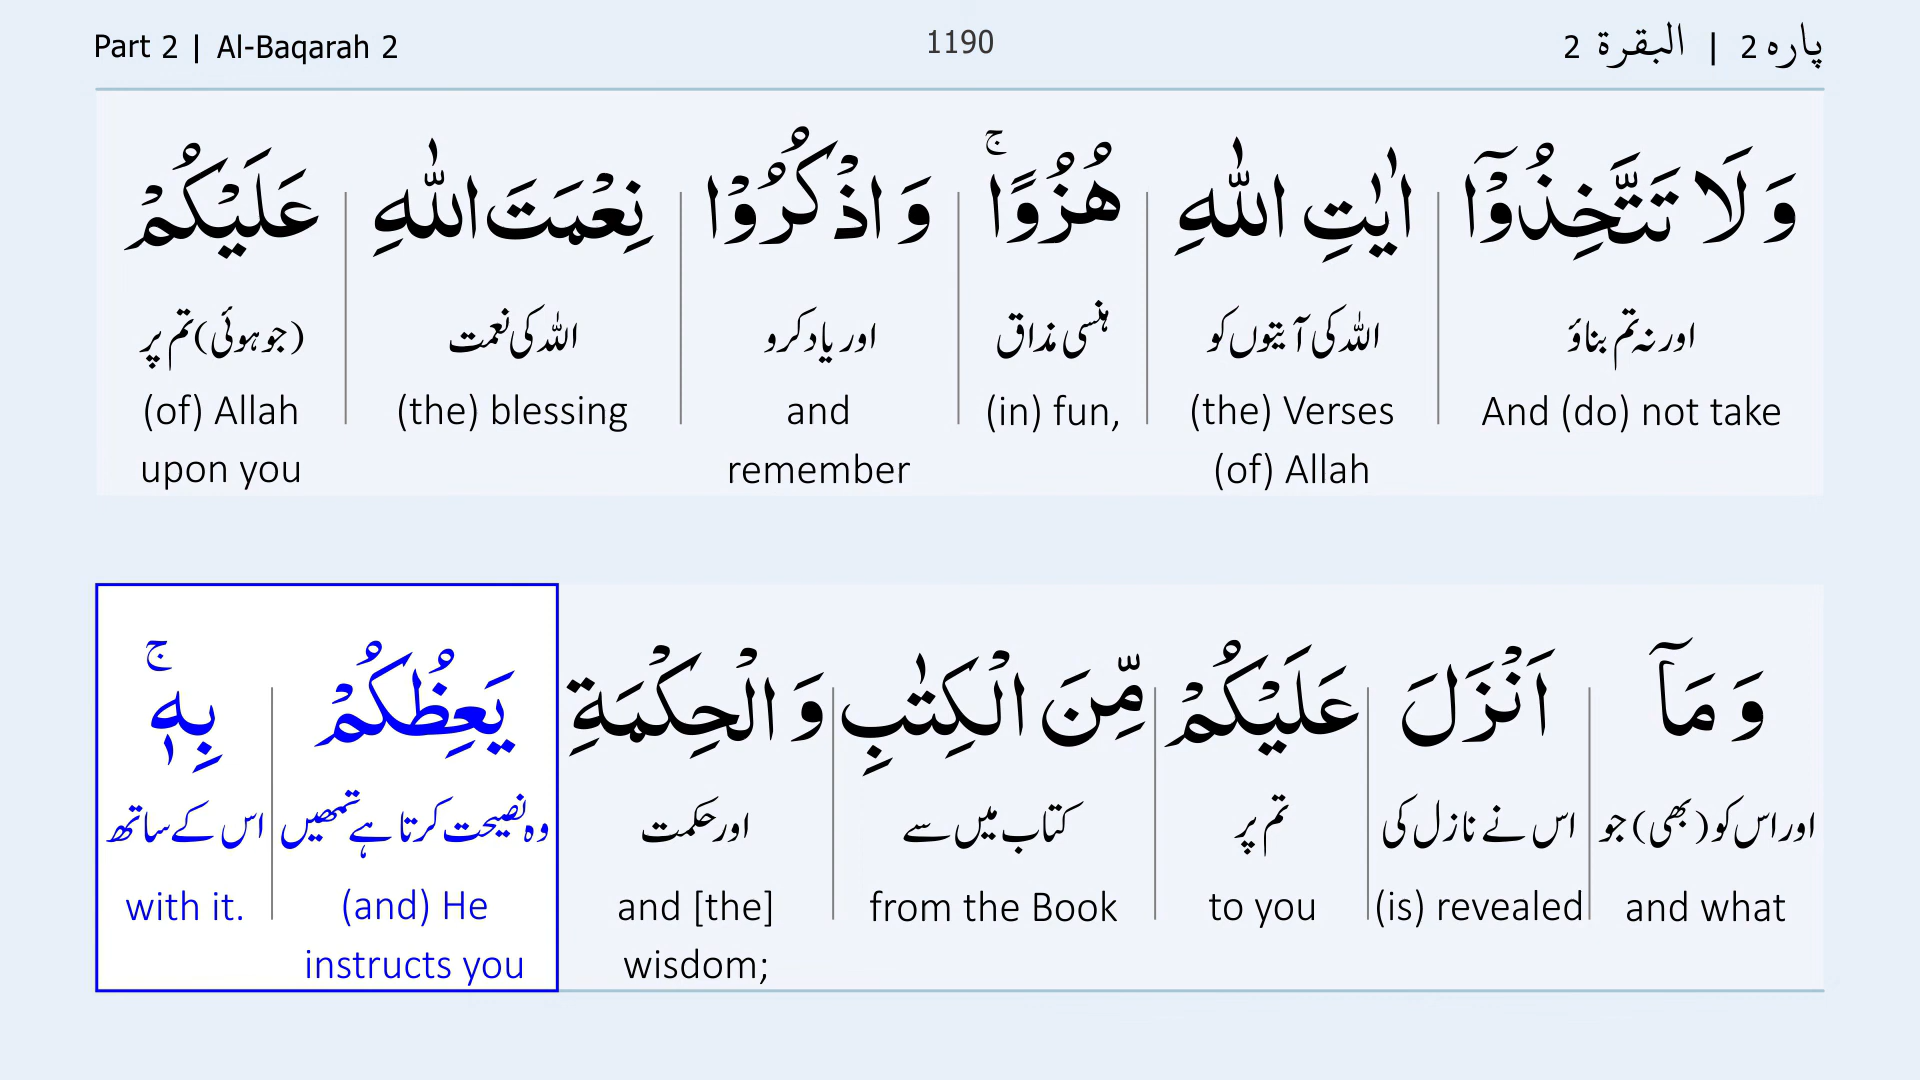 Part 2 | Al-Baqarah 2
1190
پارہ 2 | البقرة 2
وَلَا تَتَّخِذُوْۤا اٰيٰتِ اللّٰهِ هُزُوًا ۚ وَاذْكُرُوْا نِعْمَتَ اللّٰهِ عَلَيْكُمْ
اور نہ تم بناؤ اللہ کی آیتوں کو ہنسی مذاق اور یاد کرو اللہ کی نعمت (جو ہوئی) تم پر
And (do) not take (the) Verses (in) fun, and (the) blessing (of) Allah
(of) Allah remember upon you
وَمَاۤ اَنْزَلَ عَلَيْكُمْ مِّنَ الْكِتٰبِ وَالْحِكْمَةِ يَعِظُكُمْ بِهٖ ۚ
اور اس کو (بھی) جو اس نے نازل کی تم پر کتاب میں سے اور حکمت وہ نصیحت کرتا ہے تمھیں اس کے ساتھ
and what (is) revealed to you from the Book and [the] (and) He with it.
wisdom; instructs you